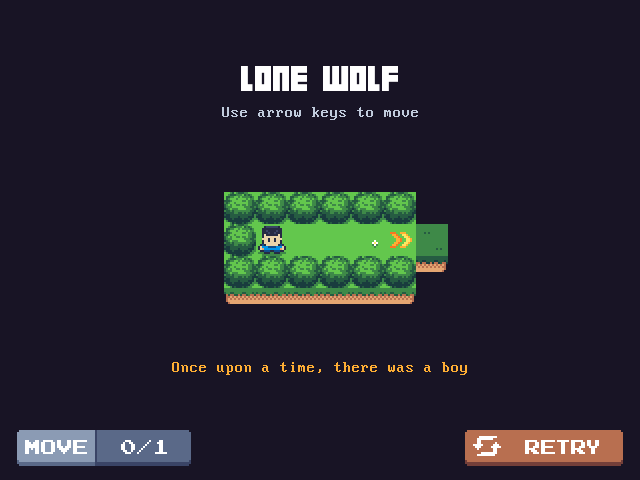 LONE WOLF
Use arrow keys to move
Once upon a time, there was a boy
MOVE 0/1
RETRY